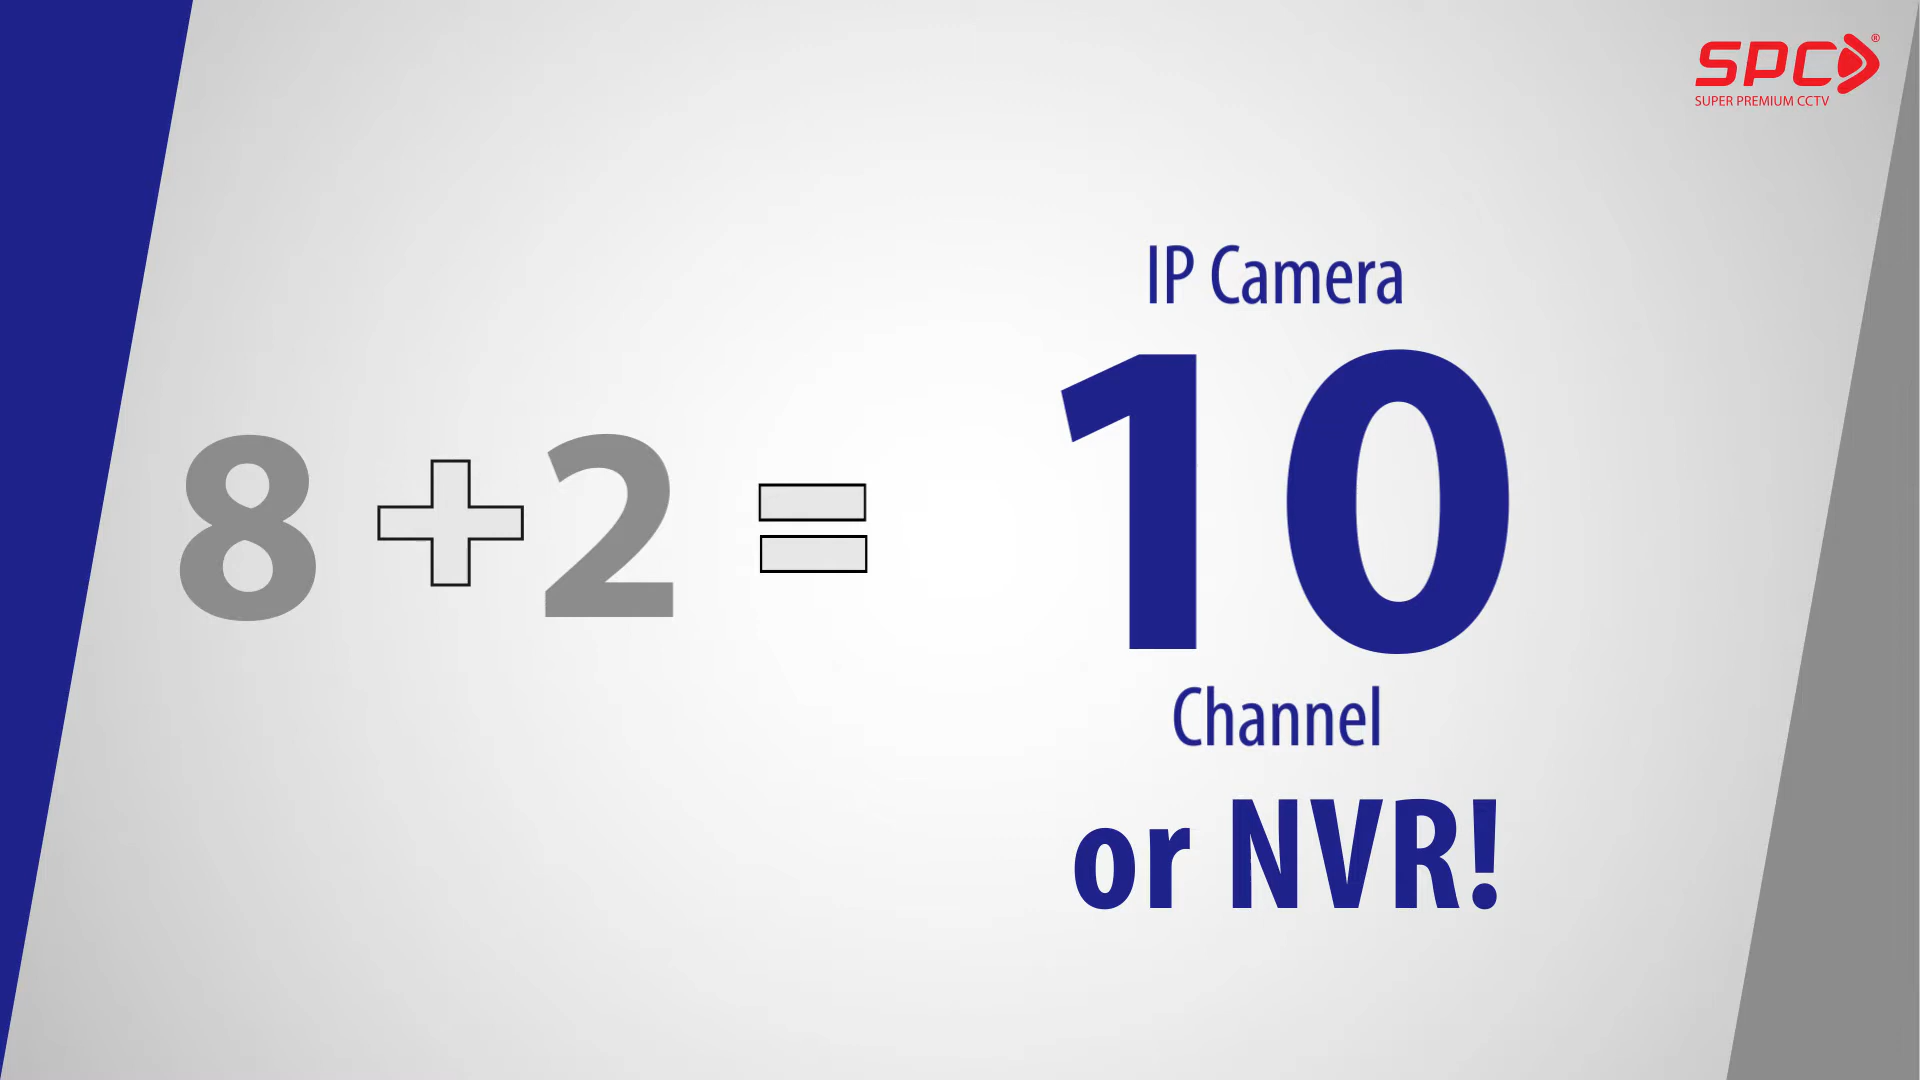 SPC®
SUPER PREMIUM CCTV
IP Camera
8 + 2 = 10
Channel
or NVR!